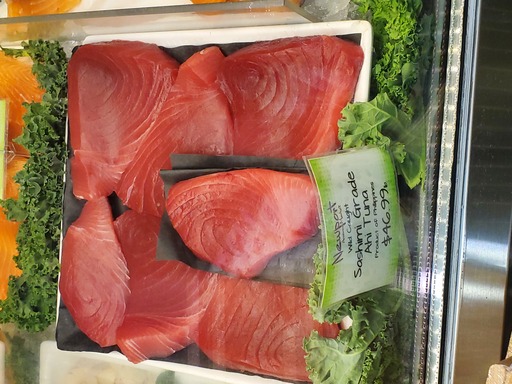 Newport
Wild Caught
Sashimi Grade
Ahi Tuna
Product of Philippines
$46.99lb